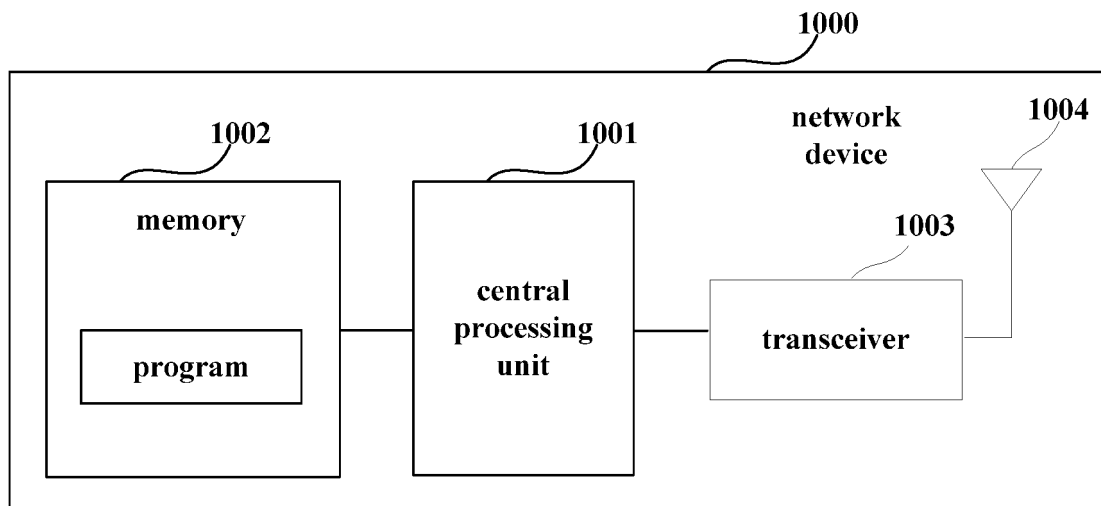 1000
1002
1001
network
device
1004
memory
1003
central
processing
unit
transceiver
program